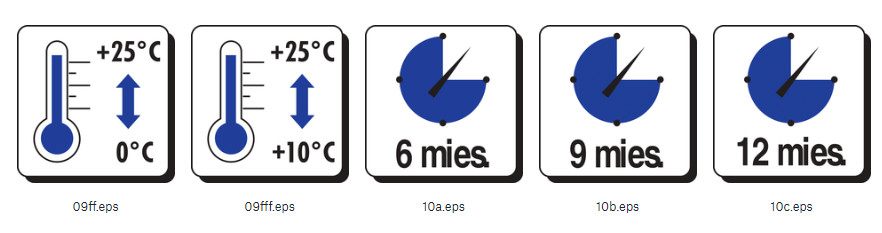 +25°C
0°C
+25°C
+10°C
6 mies.
9 mies.
12 mies.
09ff.eps
09fff.eps
10a.eps
10b.eps
10c.eps